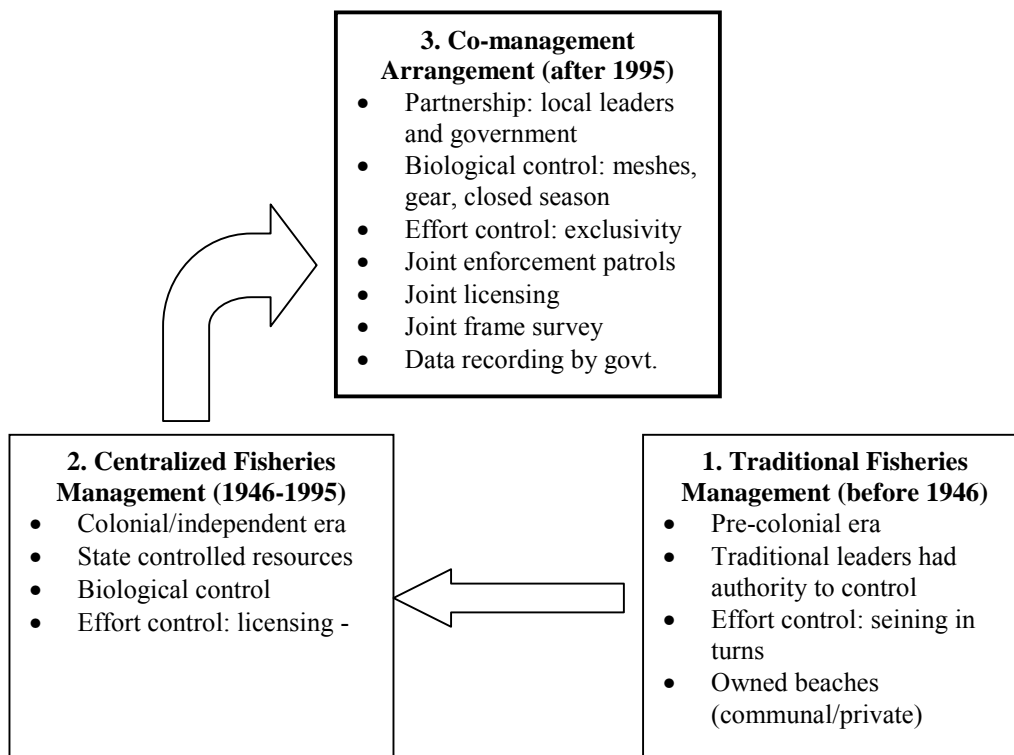 3. Co-management
Arrangement (after 1995)
• Partnership: local leaders
and government
• Biological control: meshes,
gear, closed season
• Effort control: exclusivity
• Joint enforcement patrols
• Joint licensing
• Joint frame survey
• Data recording by govt.
2. Centralized Fisheries
Management (1946-1995)
• Colonial/independent era
• State controlled resources
• Biological control
• Effort control: licensing -
1. Traditional Fisheries
Management (before 1946)
• Pre-colonial era
• Traditional leaders had
authority to control
• Effort control: seining in
turns
• Owned beaches
(communal/private)